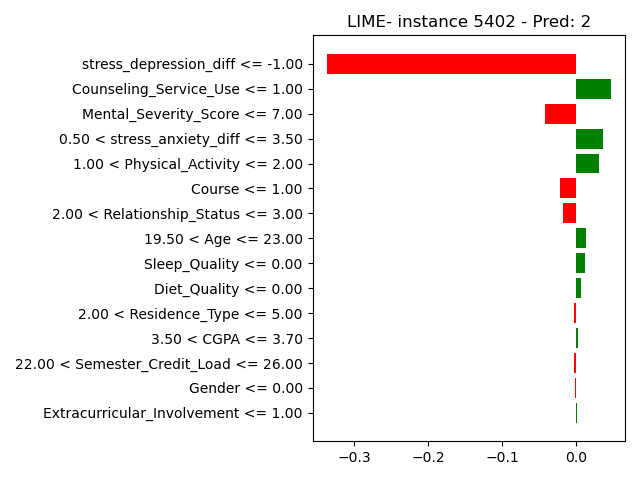 LIME- instance 5402 - Pred: 2
stress_depression_diff <= -1.00
Counseling_Service_Use <= 1.00
Mental_Severity_Score <= 7.00
0.50 < stress_anxiety_diff <= 3.50
1.00 < Physical_Activity <= 2.00
Course <= 1.00
2.00 < Relationship_Status <= 3.00
19.50 < Age <= 23.00
Sleep_Quality <= 0.00
Diet_Quality <= 0.00
2.00 < Residence_Type <= 5.00
3.50 < CGPA <= 3.70
22.00 < Semester_Credit_Load <= 26.00
Gender <= 0.00
Extracurricular_Involvement <= 1.00
−0.3 −0.2 −0.1 0.0